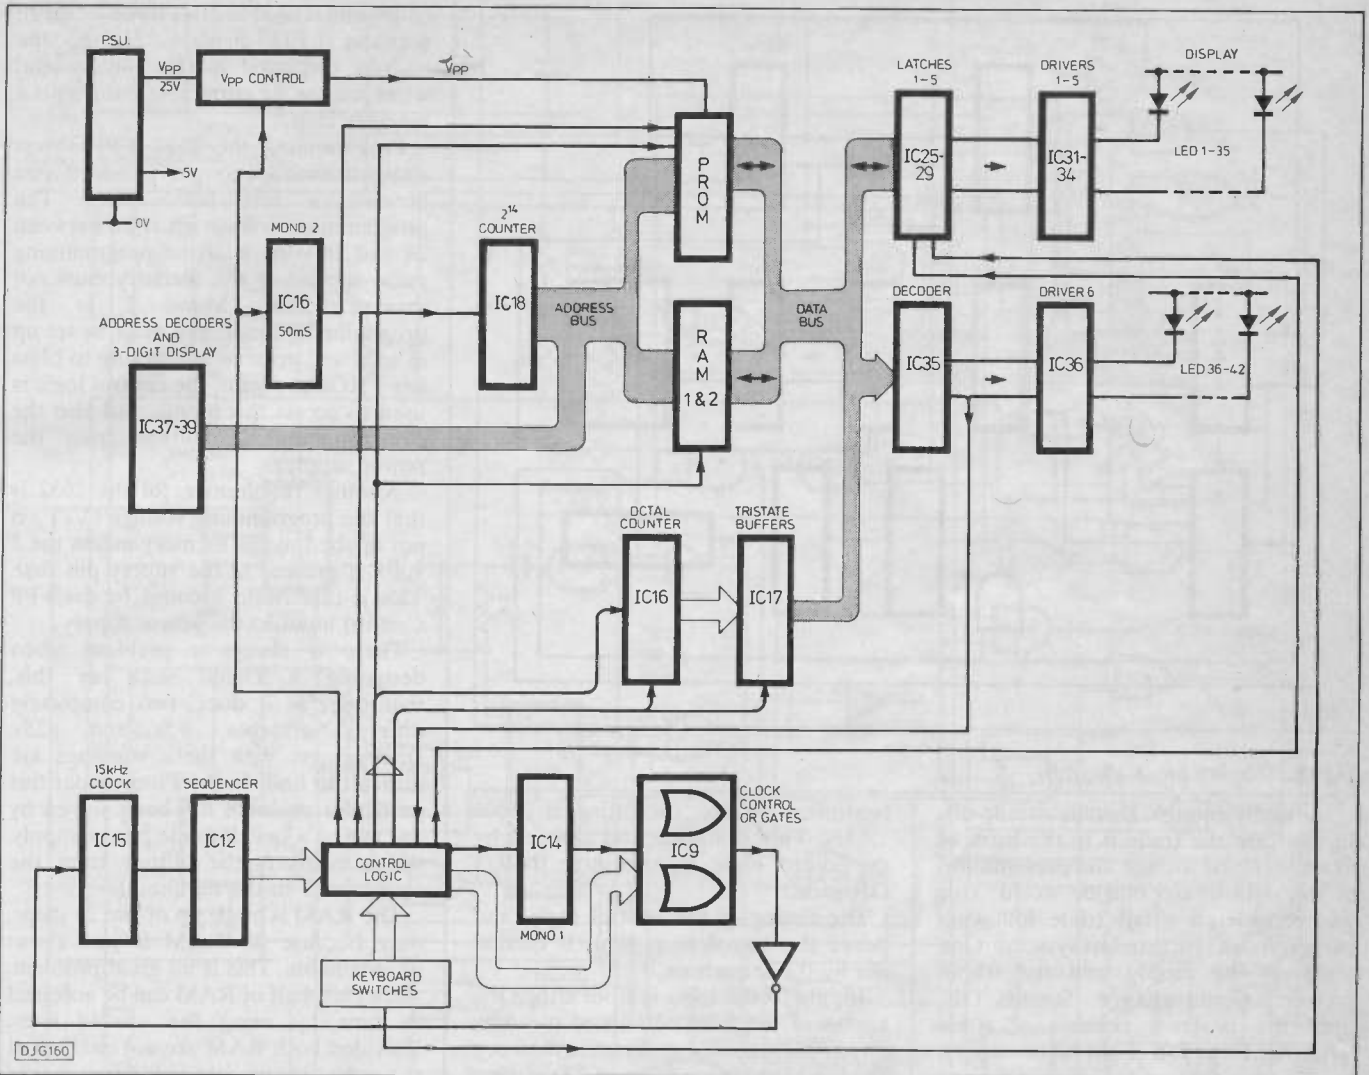 P.S.U.
VPP
25V
VPP CONTROL
VPP
5V
0V
MONO 2
IC16
50mS
2¹⁴
COUNTER
IC18
ADDRESS DECODERS
AND
3-DIGIT DISPLAY
IC37-39
ADDRESS
BUS
PROM
RAM
1 & 2
DATA
BUS
LATCHES
1-5
IC25-
29
DRIVERS
1-5
IC31-
34
DISPLAY
LED 1-35
DECODER
IC35
DRIVER 6
IC36
LED 36-42
OCTAL
COUNTER
IC16
TRISTATE
BUFFERS
IC17
15kHz
CLOCK
IC15
SEQUENCER
IC12
CONTROL
LOGIC
KEYBOARD
SWITCHES
IC14
MONO 1
IC9
CLOCK
CONTROL
OR GATES
DJG160